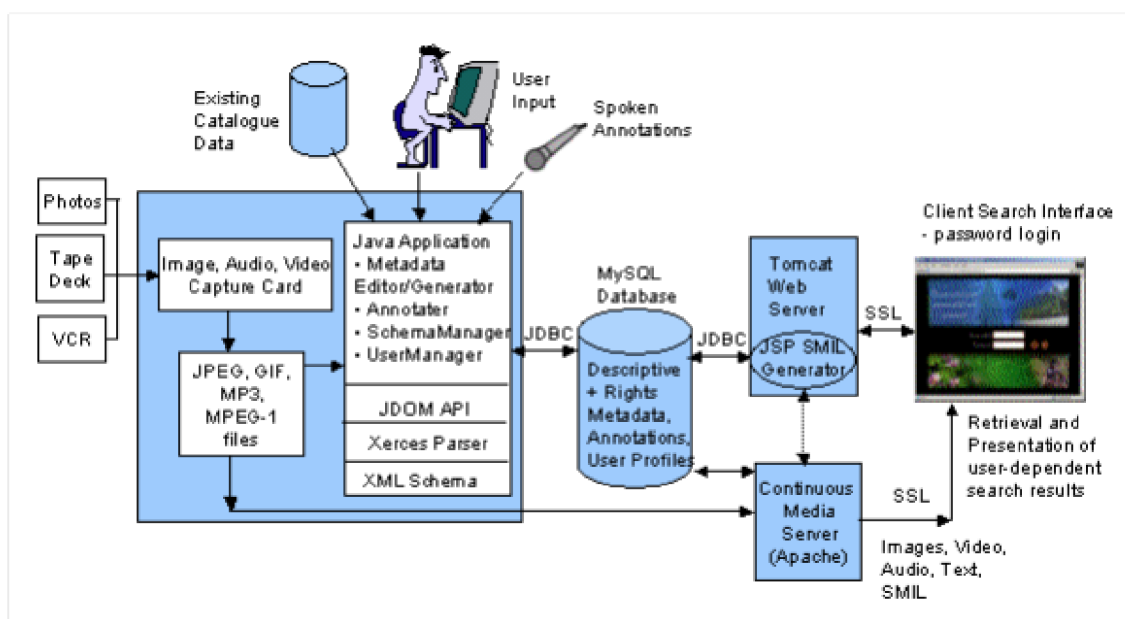 Existing
Catalogue
Data
User
Input
Spoken
Annotations
Photos
Tape
Deck
VCR
Image, Audio, Video
Capture Card
JPEG, GIF,
MP3,
MPEG-1
files
Java Application
• Metadata
Editor/Generator
• Annotater
• SchemaManager
• UserManager
JDOM API
Xerces Parser
XML Schema
JDBC
MySQL
Database
Descriptive
+ Rights
Metadata,
Annotations,
User Profiles
JDBC
Tomcat
Web
Server
JSP SMIL
Generator
SSL
Client Search Interface
- password login
Retrieval and
Presentation of
user-dependent
search results
Continuous
Media
Server
(Apache)
SSL
Images, Video,
Audio, Text,
SMIL